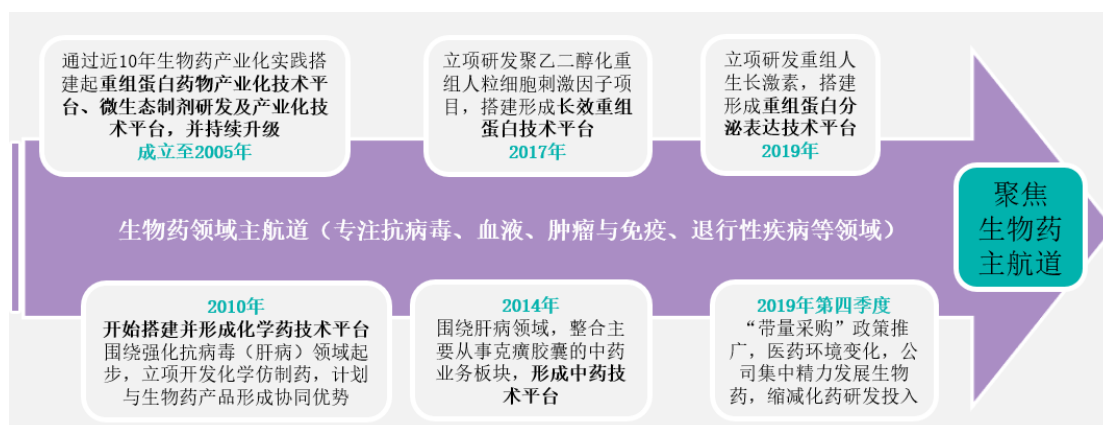 通过近10年生物药产业化实践搭
建起重组蛋白药物产业化技术平
台、微生态制剂研发及产业化技
术平台，并持续升级
成立至2005年
立项研发聚乙二醇化重
组人粒细胞刺激因子项
目，搭建形成长效重组
蛋白技术平台
2017年
立项研发重组人
生长激素，搭建
形成重组蛋白分
泌表达技术平台
2019年
生物药领域主航道（专注抗病毒、血液、肿瘤与免疫、退行性疾病等领域）
聚焦
生物药
主航道
2010年
开始搭建并形成化学药技术平台
围绕强化抗病毒（肝病）领域起
步，立项开发化学仿制药，计划
与生物药产品形成协同优势
2014年
围绕肝病领域，整合主
要从事克癀胶囊的中药
业务板块，形成中药技
术平台
2019年第四季度
“带量采购”政策推
广，医药环境变化，公
司集中精力发展生物
药，缩减化药研发投入